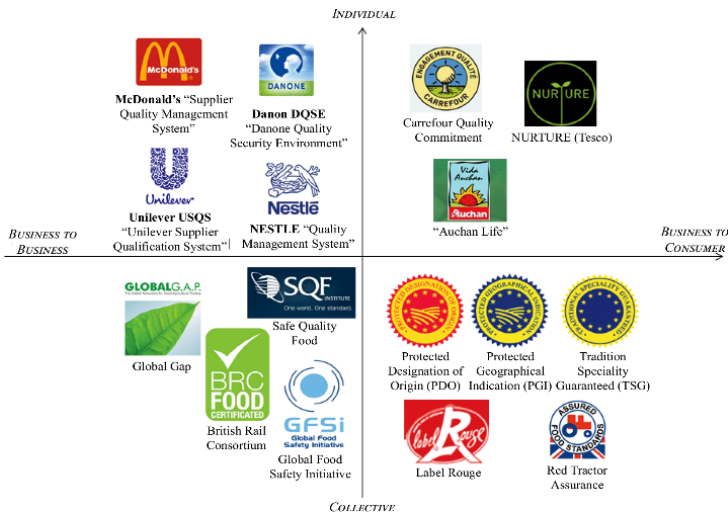 INDIVIDUAL
McDonald's
DANONE
ENGAGEMENT QUALITÉ
CARREFOUR
NURTURE
McDonald's “Supplier
Quality Management
System”
Danon DQSE
“Danone Quality
Security Environment”
Carrefour Quality
Commitment
NURTURE (Tesco)
Unilever
Nestlé
Vida
Auchan
Auchan
Unilever USQS
“Unilever Supplier
Qualification System”
NESTLE “Quality
Management System”
“Auchan Life”
BUSINESS TO
BUSINESS
BUSINESS TO
CONSUMER
GLOBALG.A.P.
Global Gap
SQF
INSTITUTE
One world. One standard.
Safe Quality
Food
PROTECTED DESIGNATION OF ORIGIN
PROTECTED GEOGRAPHICAL INDICATION
TRADITIONAL SPECIALITY GUARANTEED
Protected
Designation of
Origin (PDO)
Protected
Geographical
Indication (PGI)
Tradition
Speciality
Guaranteed (TSG)
BRC
FOOD
CERTIFICATED
British Rail
Consortium
GFSi
Global Food
Safety Initiative
Global Food
Safety Initiative
label Rouge
Label Rouge
ASSURED
FOOD STANDARDS
Red Tractor
Assurance
COLLECTIVE